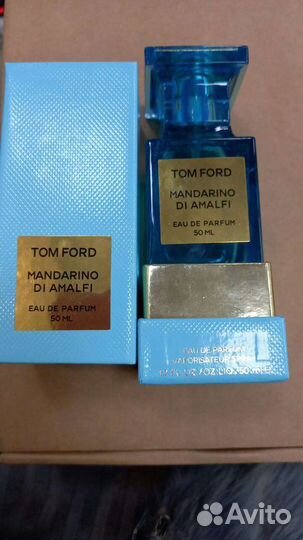 TOM FORD
MANDARINO
DI AMALFI
EAU DE PARFUM
50 ML
TOM FORD
MANDARINO
DI AMALFI
EAU DE PARFUM
50 ML
EAU DE PARFUM
VAPORISATEUR
Avito